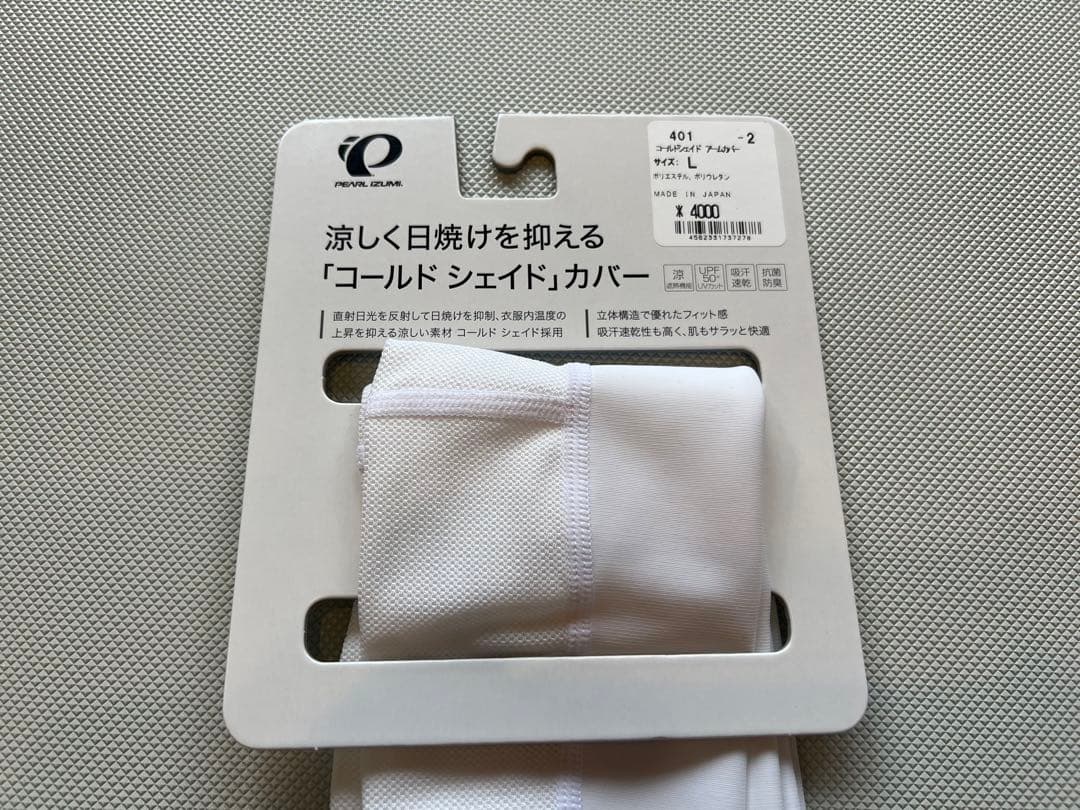 PEARL iZUMi.
401 -2
コールドシェイド アームカバー
サイズ: L
ポリエステル、ポリウレタン
MADE IN JAPAN
¥ 4000
4582331737278
涼しく日焼けを抑える
「コールド シェイド」カバー
涼 遮熱機能
UPF 50+ UVカット
吸汗 速乾
抗菌 防臭
直射日光を反射して日焼けを抑制、衣服内温度の
上昇を抑える涼しい素材 コールド シェイド採用
立体構造で優れたフィット感
吸汗速乾性も高く、肌もサラッと快適